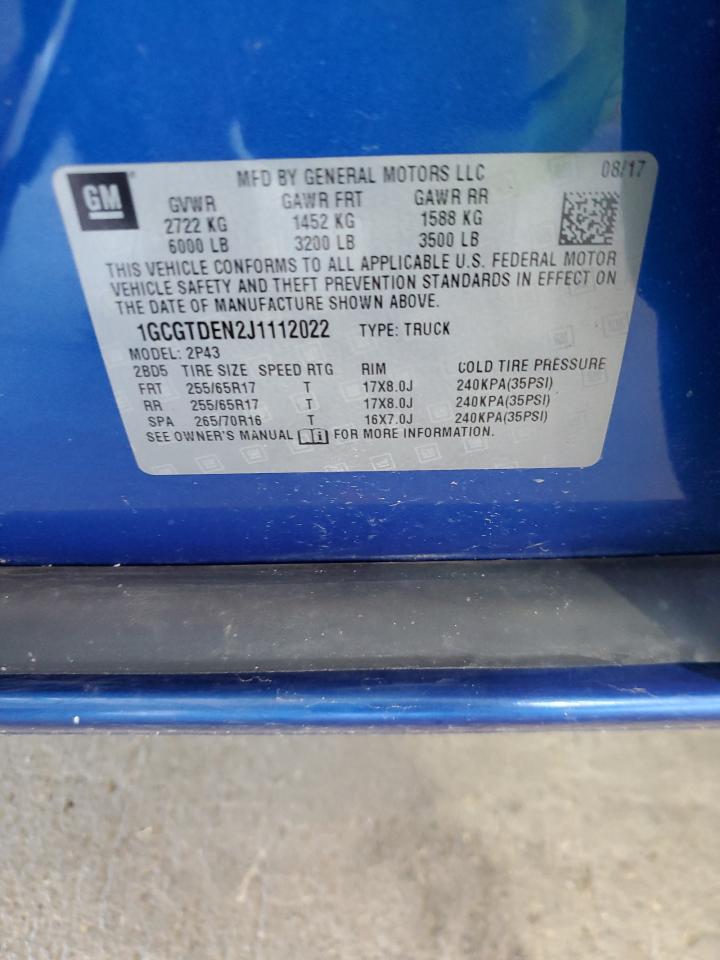 GM®
MFD BY GENERAL MOTORS LLC 08/17
GVWR GAWR FRT GAWR RR
2722 KG 1452 KG 1588 KG
6000 LB 3200 LB 3500 LB
THIS VEHICLE CONFORMS TO ALL APPLICABLE U.S. FEDERAL MOTOR
VEHICLE SAFETY AND THEFT PREVENTION STANDARDS IN EFFECT ON
THE DATE OF MANUFACTURE SHOWN ABOVE.
1GCGTDEN2J1112022 TYPE: TRUCK
MODEL: 2P43
2BD5 TIRE SIZE SPEED RTG RIM COLD TIRE PRESSURE
FRT 255/65R17 T 17X8.0J 240KPA(35PSI)
RR 255/65R17 T 17X8.0J 240KPA(35PSI)
SPA 265/70R16 T 16X7.0J 240KPA(35PSI)
SEE OWNER'S MANUAL FOR MORE INFORMATION.